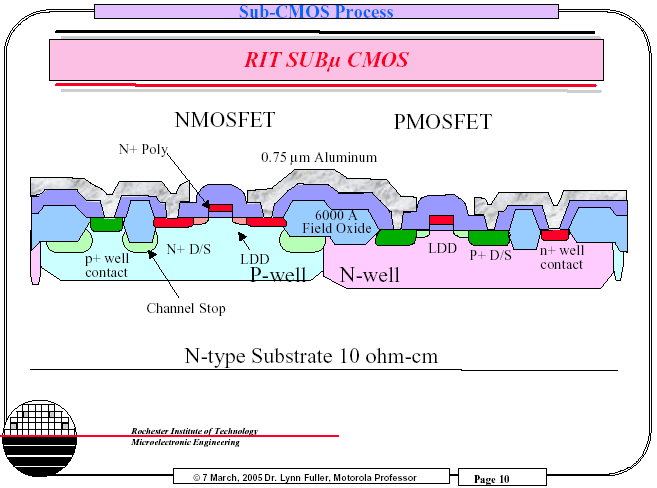 Sub-CMOS Process
RIT SUBµ CMOS
NMOSFET
PMOSFET
N+ Poly
0.75 µm Aluminum
6000 A
Field Oxide
p+ well
contact
N+ D/S
LDD
P-well
N-well
LDD
P+ D/S
n+ well
contact
Channel Stop
N-type Substrate 10 ohm-cm
Rochester Institute of Technology
Microelectronic Engineering
© 7 March, 2005 Dr. Lynn Fuller, Motorola Professor
Page 10